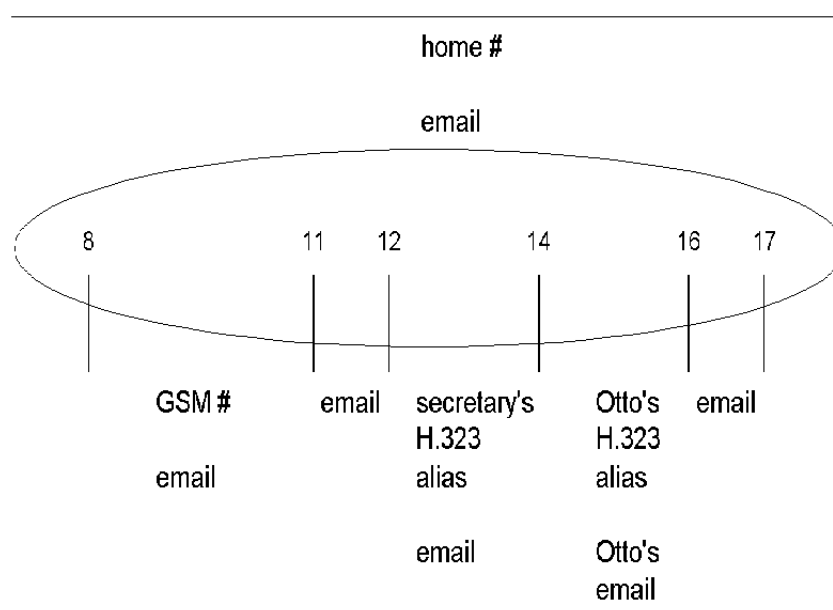 home #
email
8 11 12 14 16 17
GSM # email secretary's Otto's email
H.323 H.323
email alias alias
email Otto's
email